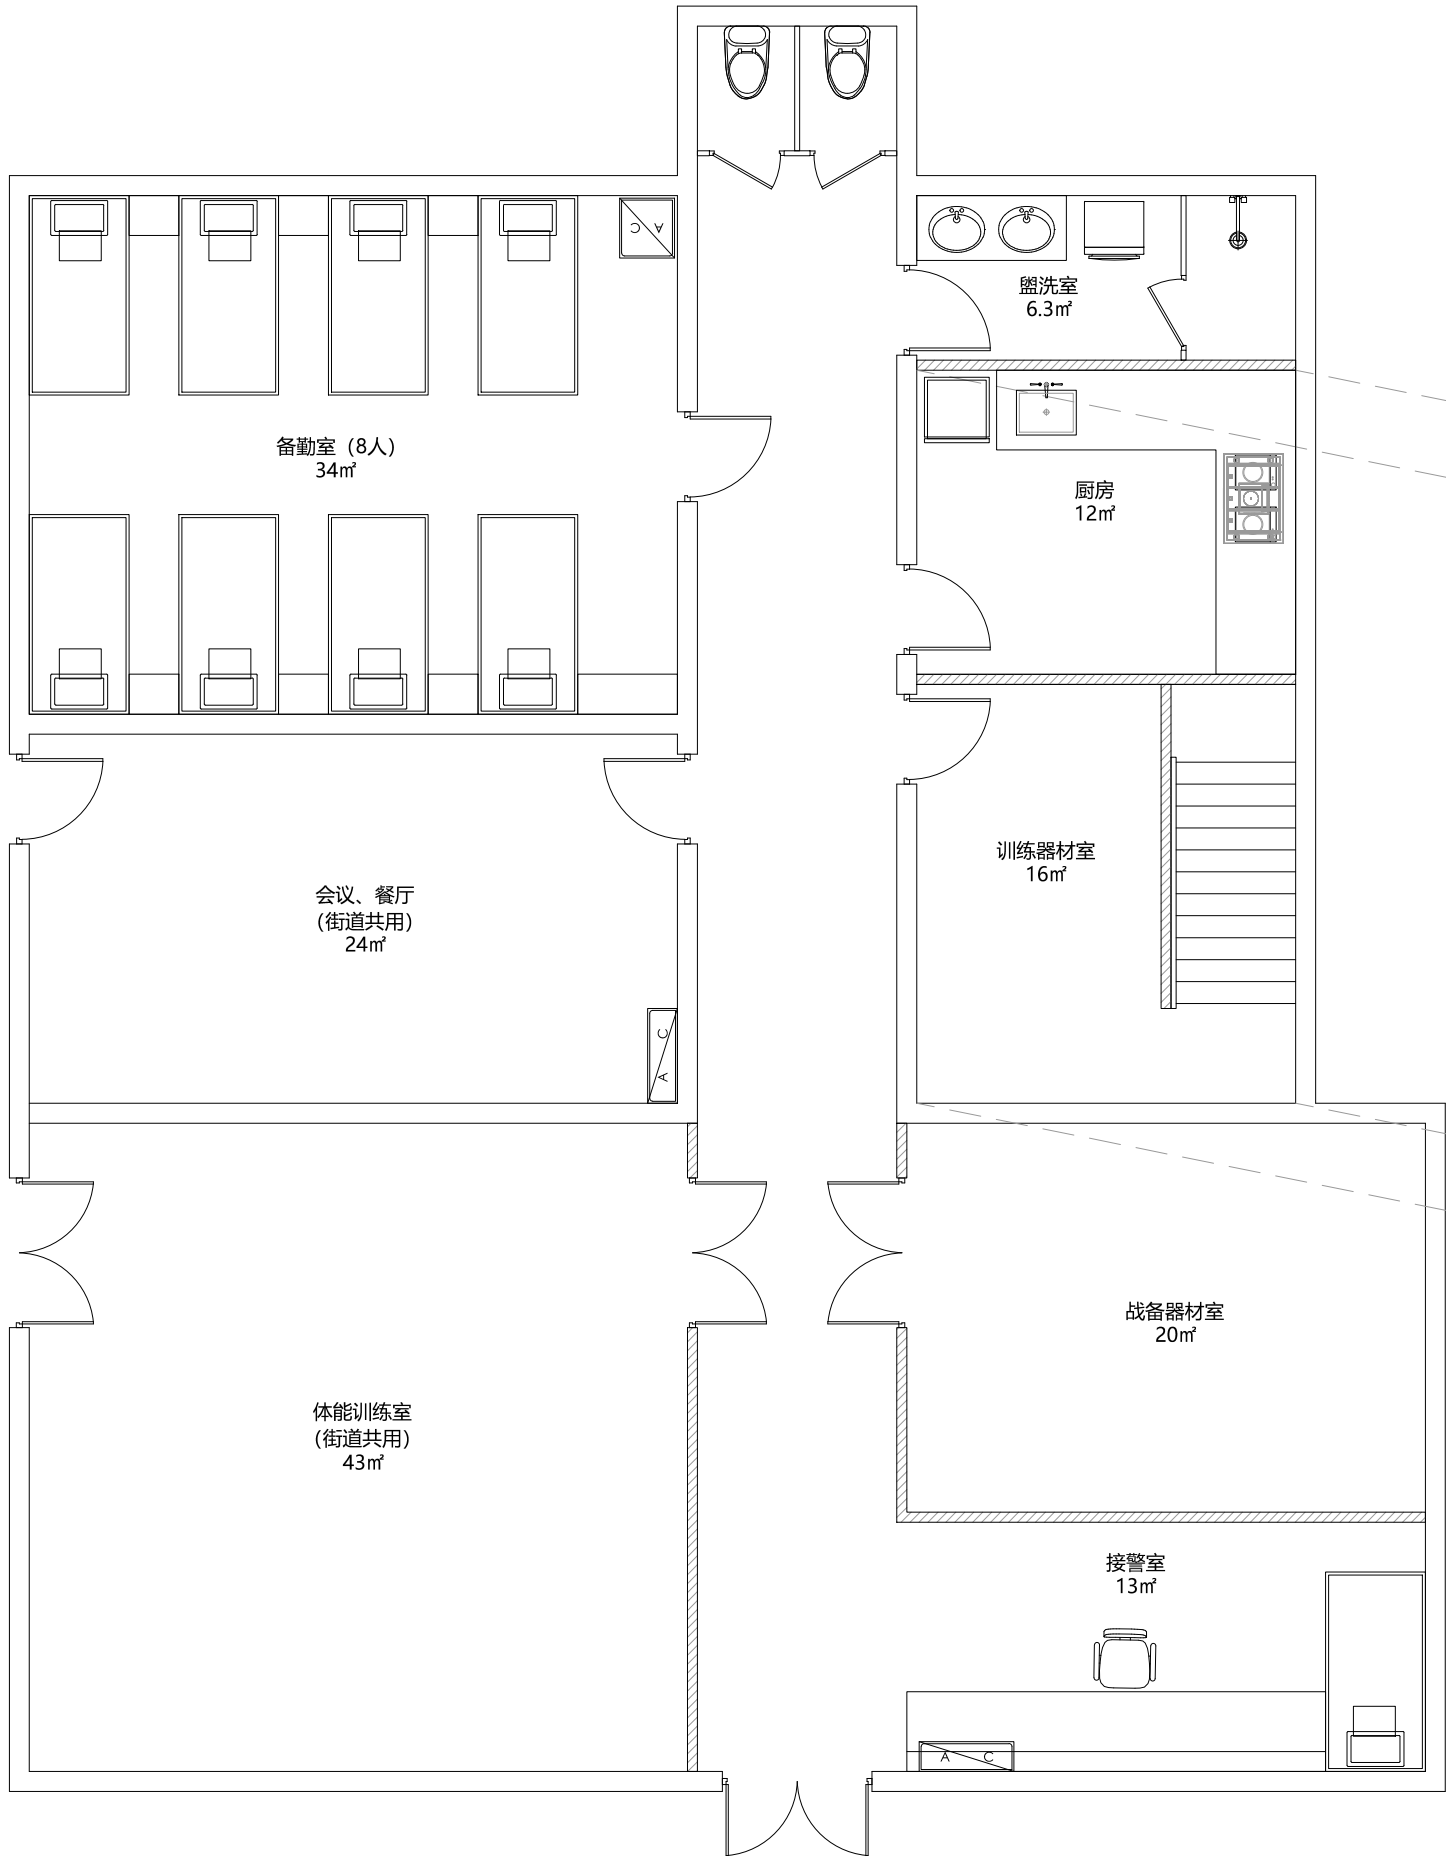 A
C
盥洗室
6.3㎡
备勤室（8人）
34㎡
厨房
12㎡
训练器材室
16㎡
会议、餐厅
（街道共用）
24㎡
A C
战备器材室
20㎡
体能训练室
（街道共用）
43㎡
接警室
13㎡
A C